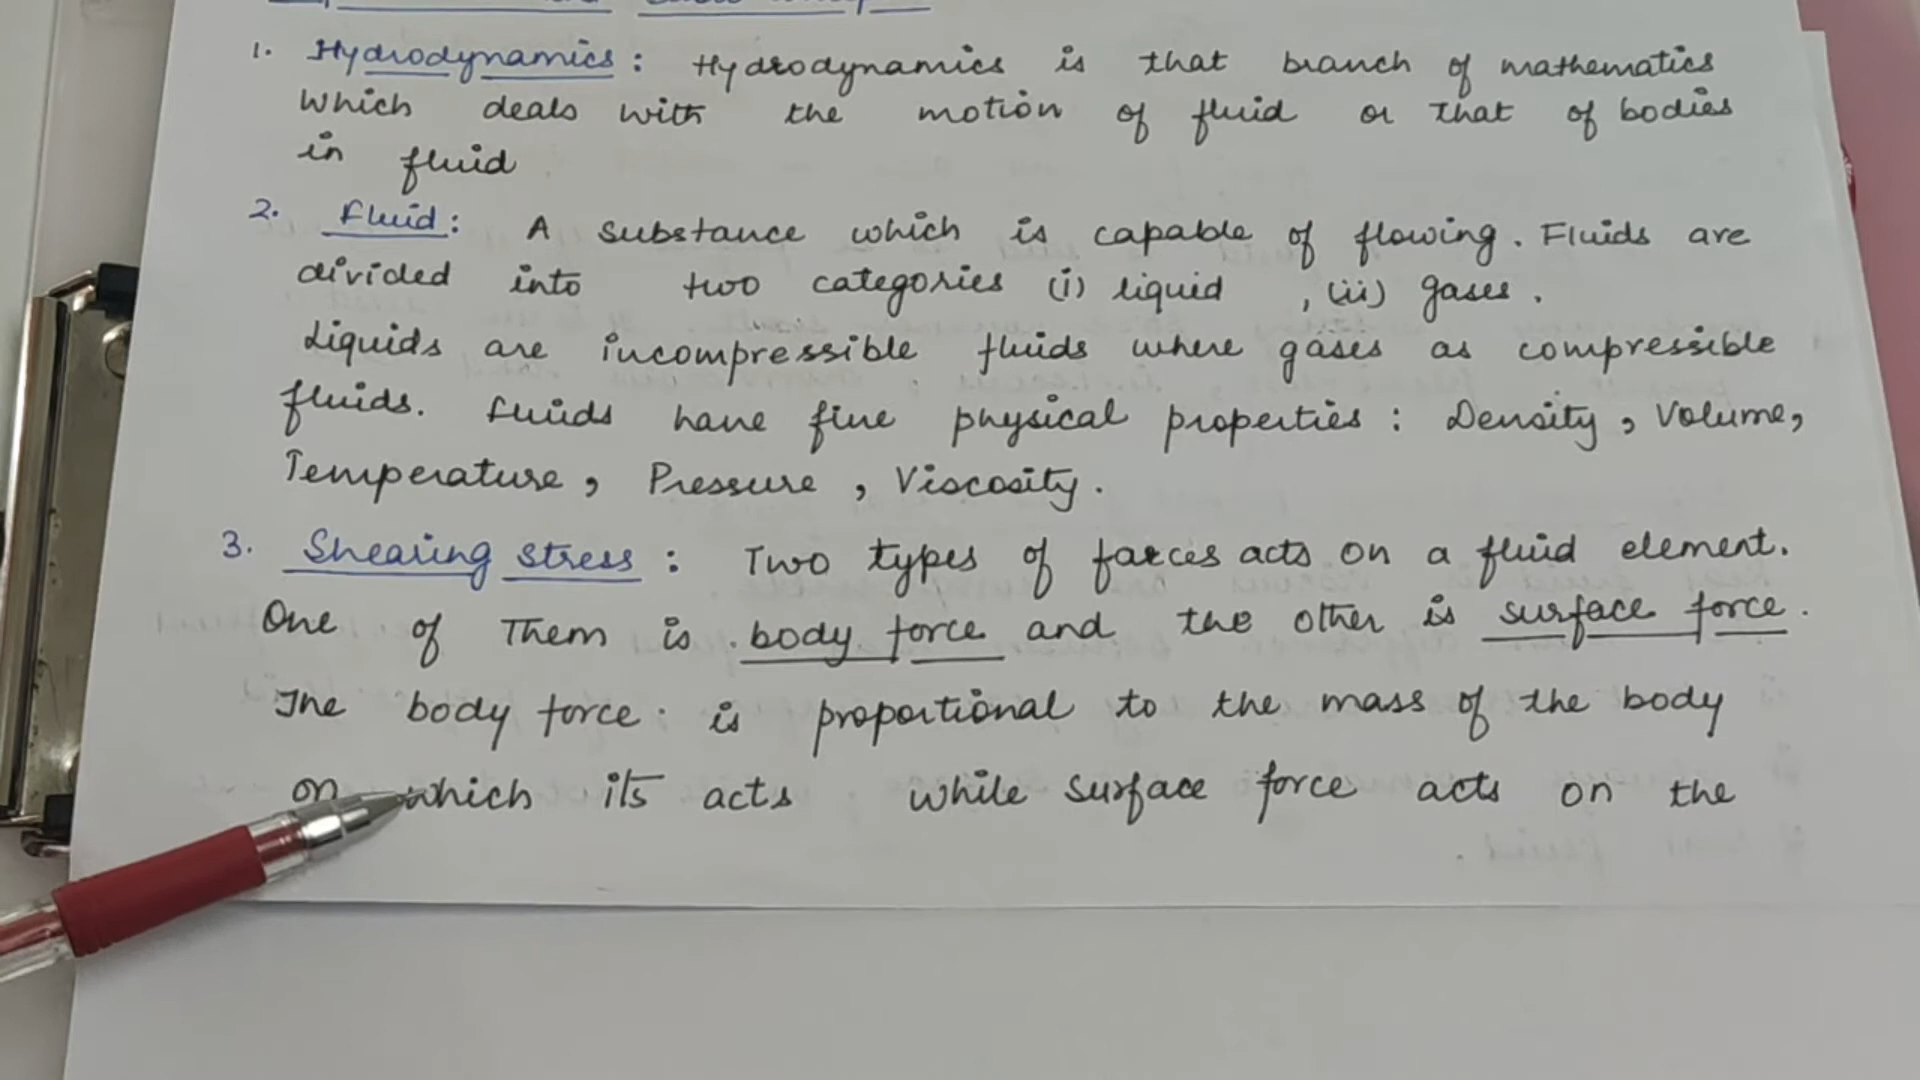 1. Hydrodynamics : Hydrodynamics is that branch of mathematics
which deals with the motion of fluid or that of bodies
in fluid
2. Fluid : A substance which is capable of flowing. Fluids are
divided into two categories (i) liquid , (ii) gases.
Liquids are incompressible fluids where gases as compressible
fluids. Fluids have five physical properties : Density, Volume,
Temperature, Pressure, Viscosity.
3. Shearing stress : Two types of forces acts on a fluid element.
One of Them is body force and the other is surface force.
The body force is proportional to the mass of the body
on which its acts while surface force acts on the